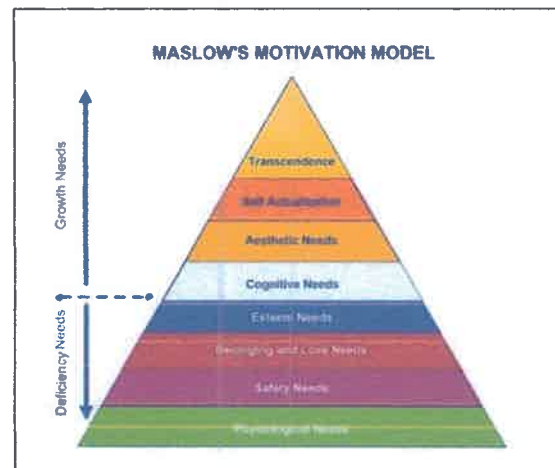 MASLOW'S MOTIVATION MODEL
Growth Needs
Deficiency Needs
Transcendence
Self Actualization
Aesthetic Needs
Cognitive Needs
Esteem Needs
Belonging and Love Needs
Safety Needs
Physiological Needs